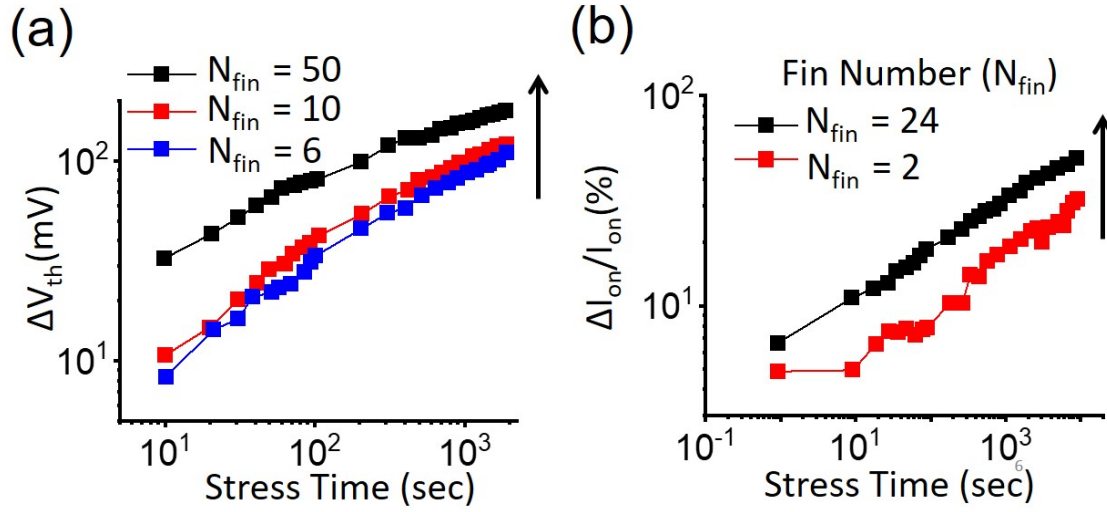 (a)
N_fin = 50
N_fin = 10
N_fin = 6
ΔV_th(mV)
10^2
10^1
10^1 10^2 10^3
Stress Time (sec)
(b)
Fin Number (N_fin)
N_fin = 24
N_fin = 2
ΔI_on/I_on(%)
10^2
10^1
10^-1 10^1 10^3
6
Stress Time (sec)